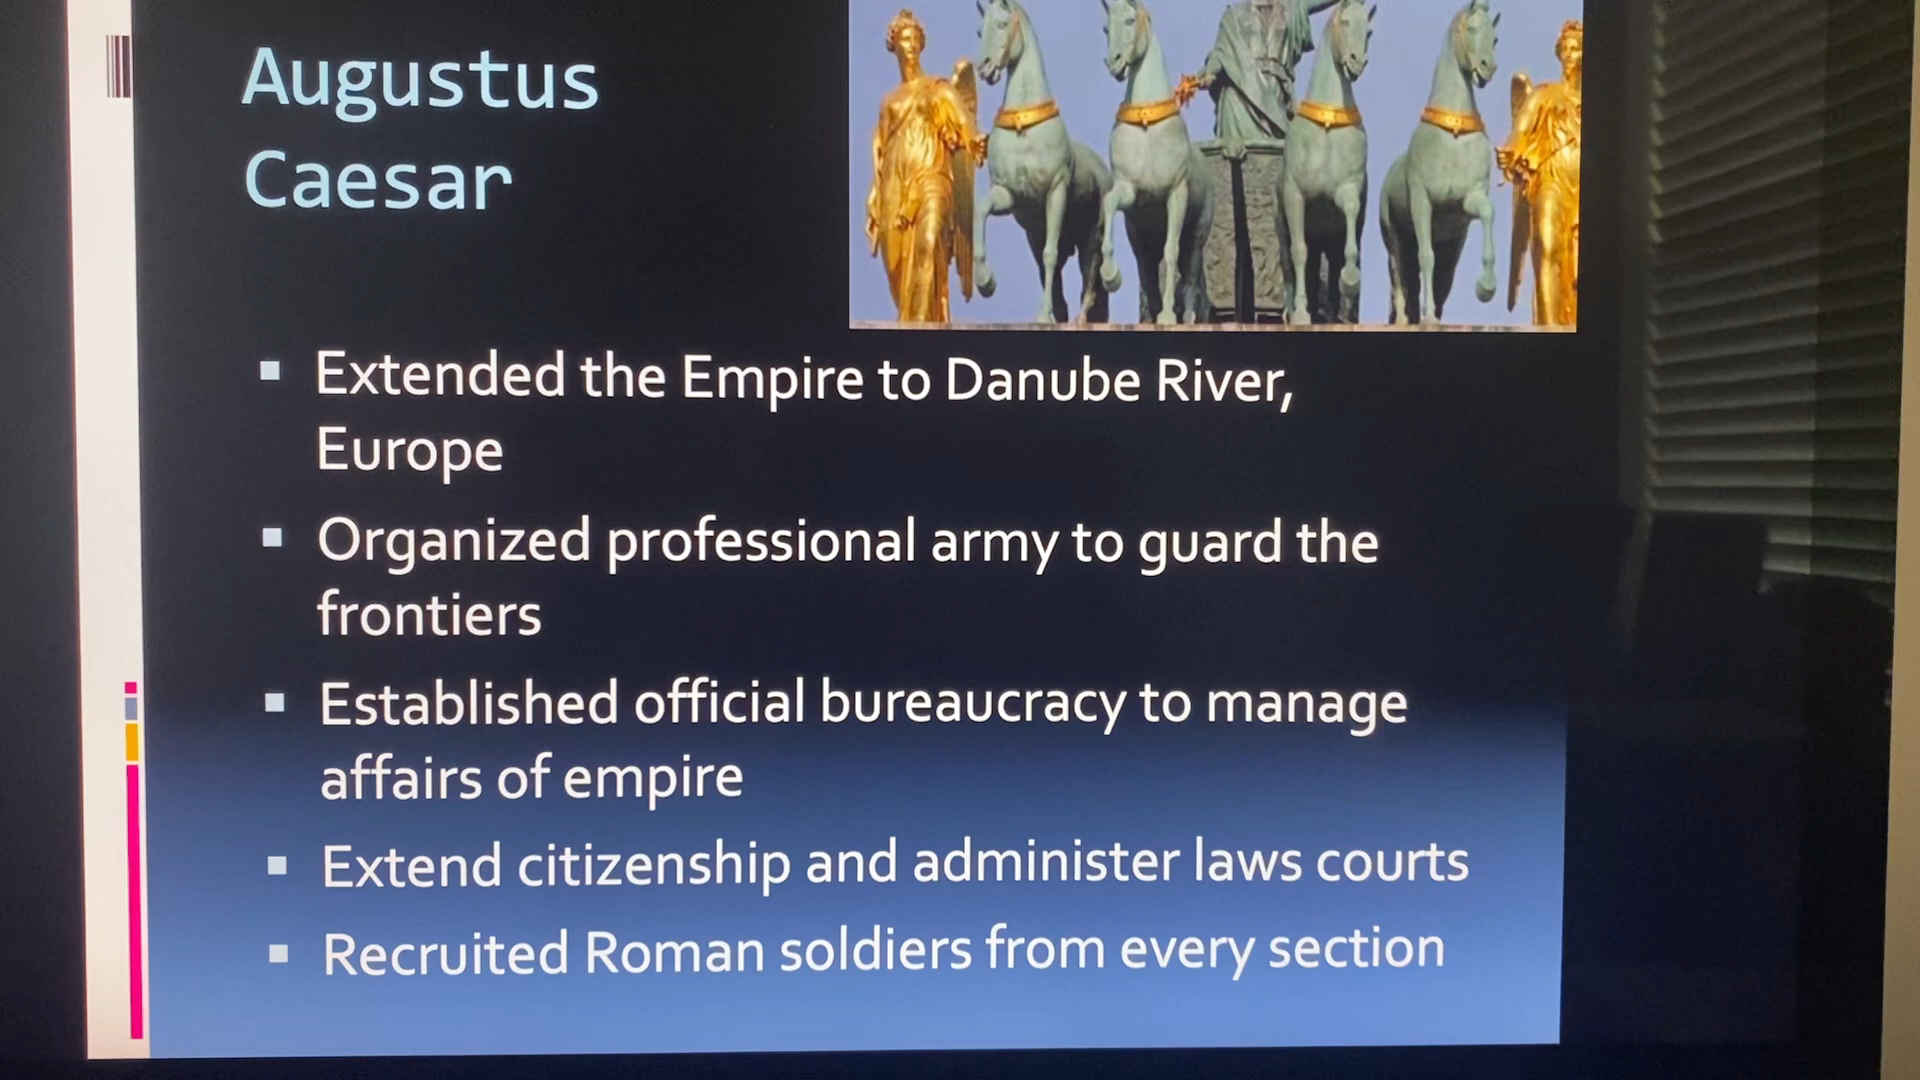 Augustus
Caesar
Extended the Empire to Danube River,
Europe
Organized professional army to guard the
frontiers
Established official bureaucracy to manage
affairs of empire
Extend citizenship and administer laws courts
Recruited Roman soldiers from every section